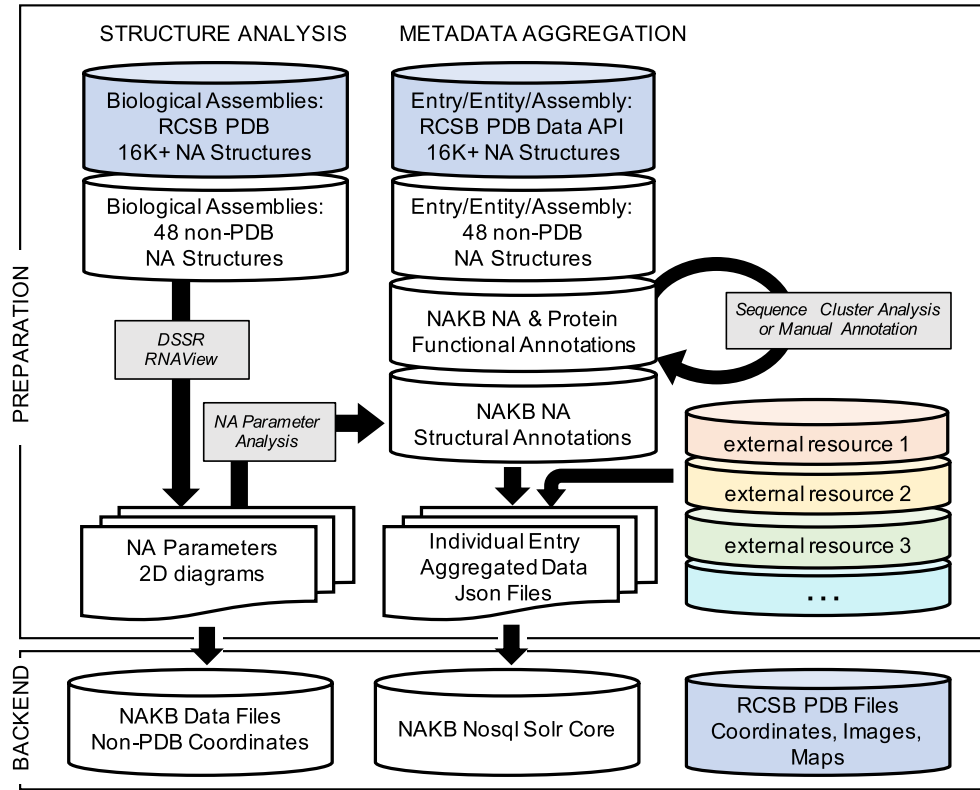 STRUCTURE ANALYSIS
METADATA AGGREGATION
Biological Assemblies:
RCSB PDB
16K+ NA Structures
Biological Assemblies:
48 non-PDB
NA Structures
DSSR
RNAView
NA Parameter
Analysis
NA Parameters
2D diagrams
Entry/Entity/Assembly:
RCSB PDB Data API
16K+ NA Structures
Entry/Entity/Assembly:
48 non-PDB
NA Structures
NAKB NA & Protein
Functional Annotations
Sequence Cluster Analysis
or Manual Annotation
NAKB NA
Structural Annotations
external resource 1
external resource 2
external resource 3
...
Individual Entry
Aggregated Data
Json Files
PREPARATION
BACKEND
NAKB Data Files
Non-PDB Coordinates
NAKB Nosql Solr Core
RCSB PDB Files
Coordinates, Images,
Maps